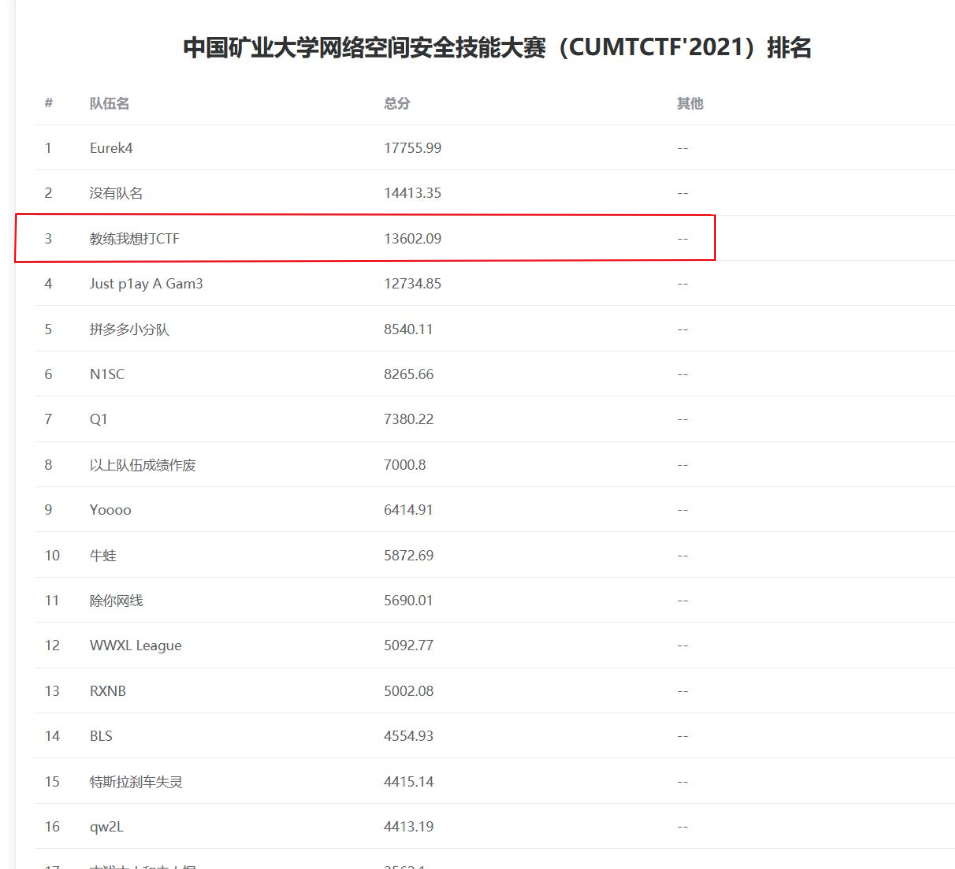 中国矿业大学网络空间安全技能大赛（CUMTCTF'2021）排名
# 队伍名 总分 其他
1 Eurek4 17755.99 --
2 没有队名 14413.35 --
3 教练我想打CTF 13602.09 --
4 Just p1ay A Gam3 12734.85 --
5 拼多多小分队 8540.11 --
6 N1SC 8265.66 --
7 Q1 7380.22 --
8 以上队伍成绩作废 7000.8 --
9 Yoooo 6414.91 --
10 牛蛙 5872.69 --
11 除你网线 5690.01 --
12 WWXL League 5092.77 --
13 RXNB 5002.08 --
14 BLS 4554.93 --
15 特斯拉刹车失灵 4415.14 --
16 qw2L 4413.19 --